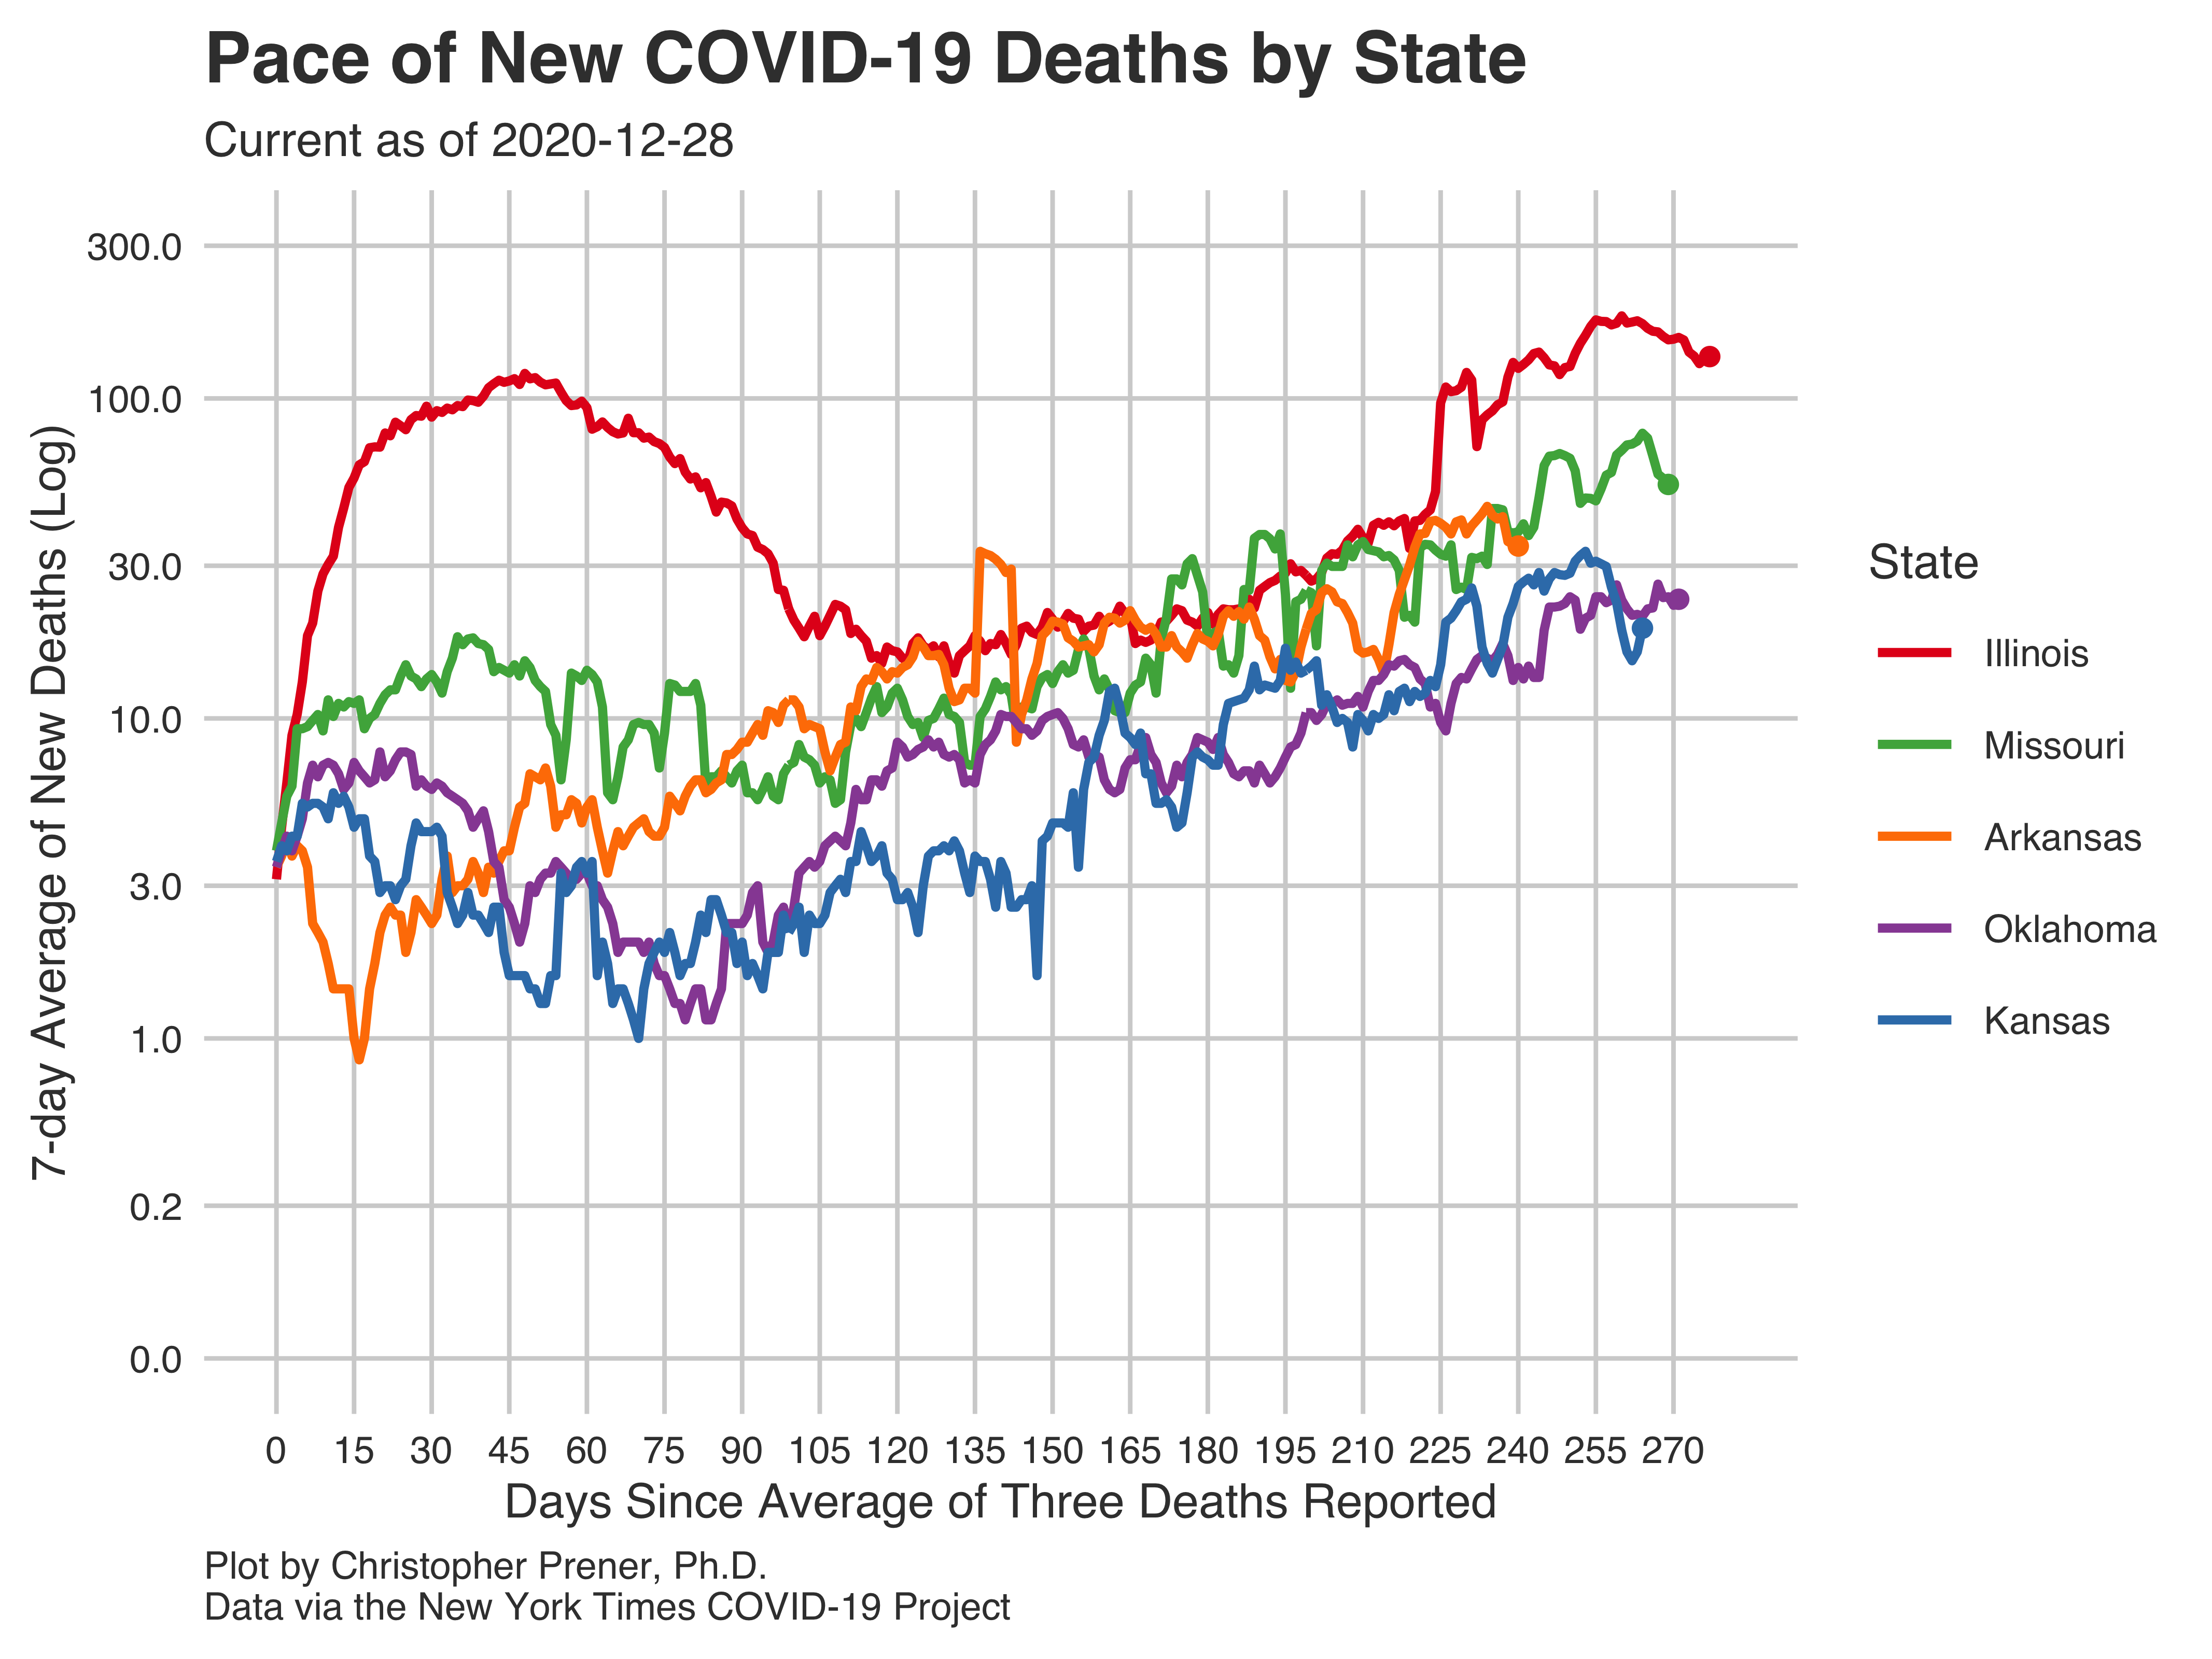 Pace of New COVID-19 Deaths by State
Current as of 2020-12-28
7-day Average of New Deaths (Log)
300.0
100.0
30.0
10.0
3.0
1.0
0.2
0.0
0 15 30 45 60 75 90 105 120 135 150 165 180 195 210 225 240 255 270
Days Since Average of Three Deaths Reported
State
Illinois
Missouri
Arkansas
Oklahoma
Kansas
Plot by Christopher Prener, Ph.D.
Data via the New York Times COVID-19 Project